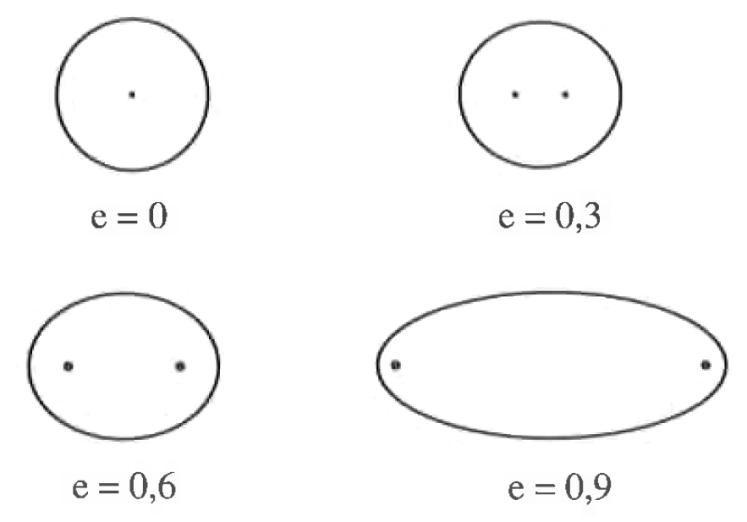 e = 0
e = 0,3
e = 0,6
e = 0,9